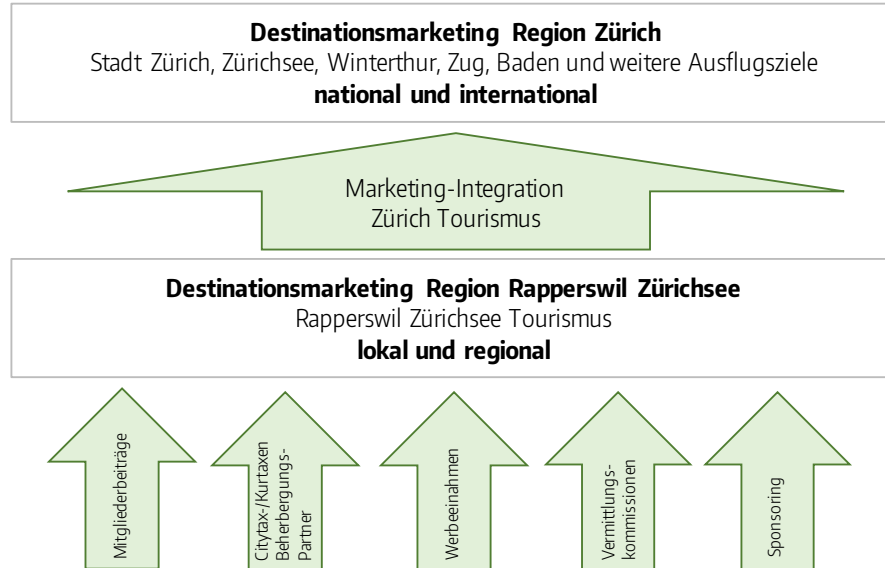 Destinationsmarketing Region Zürich
Stadt Zürich, Zürichsee, Winterthur, Zug, Baden und weitere Ausflugsziele
national und international
Marketing-Integration
Zürich Tourismus
Destinationsmarketing Region Rapperswil Zürichsee
Rapperswil Zürichsee Tourismus
lokal und regional
Mitgliederbeiträge
Citytax-/Kurtaxen
Beherbergungs-
Partner
Werbeeinahmen
Vermittlungs-
kommissionen
Sponsoring